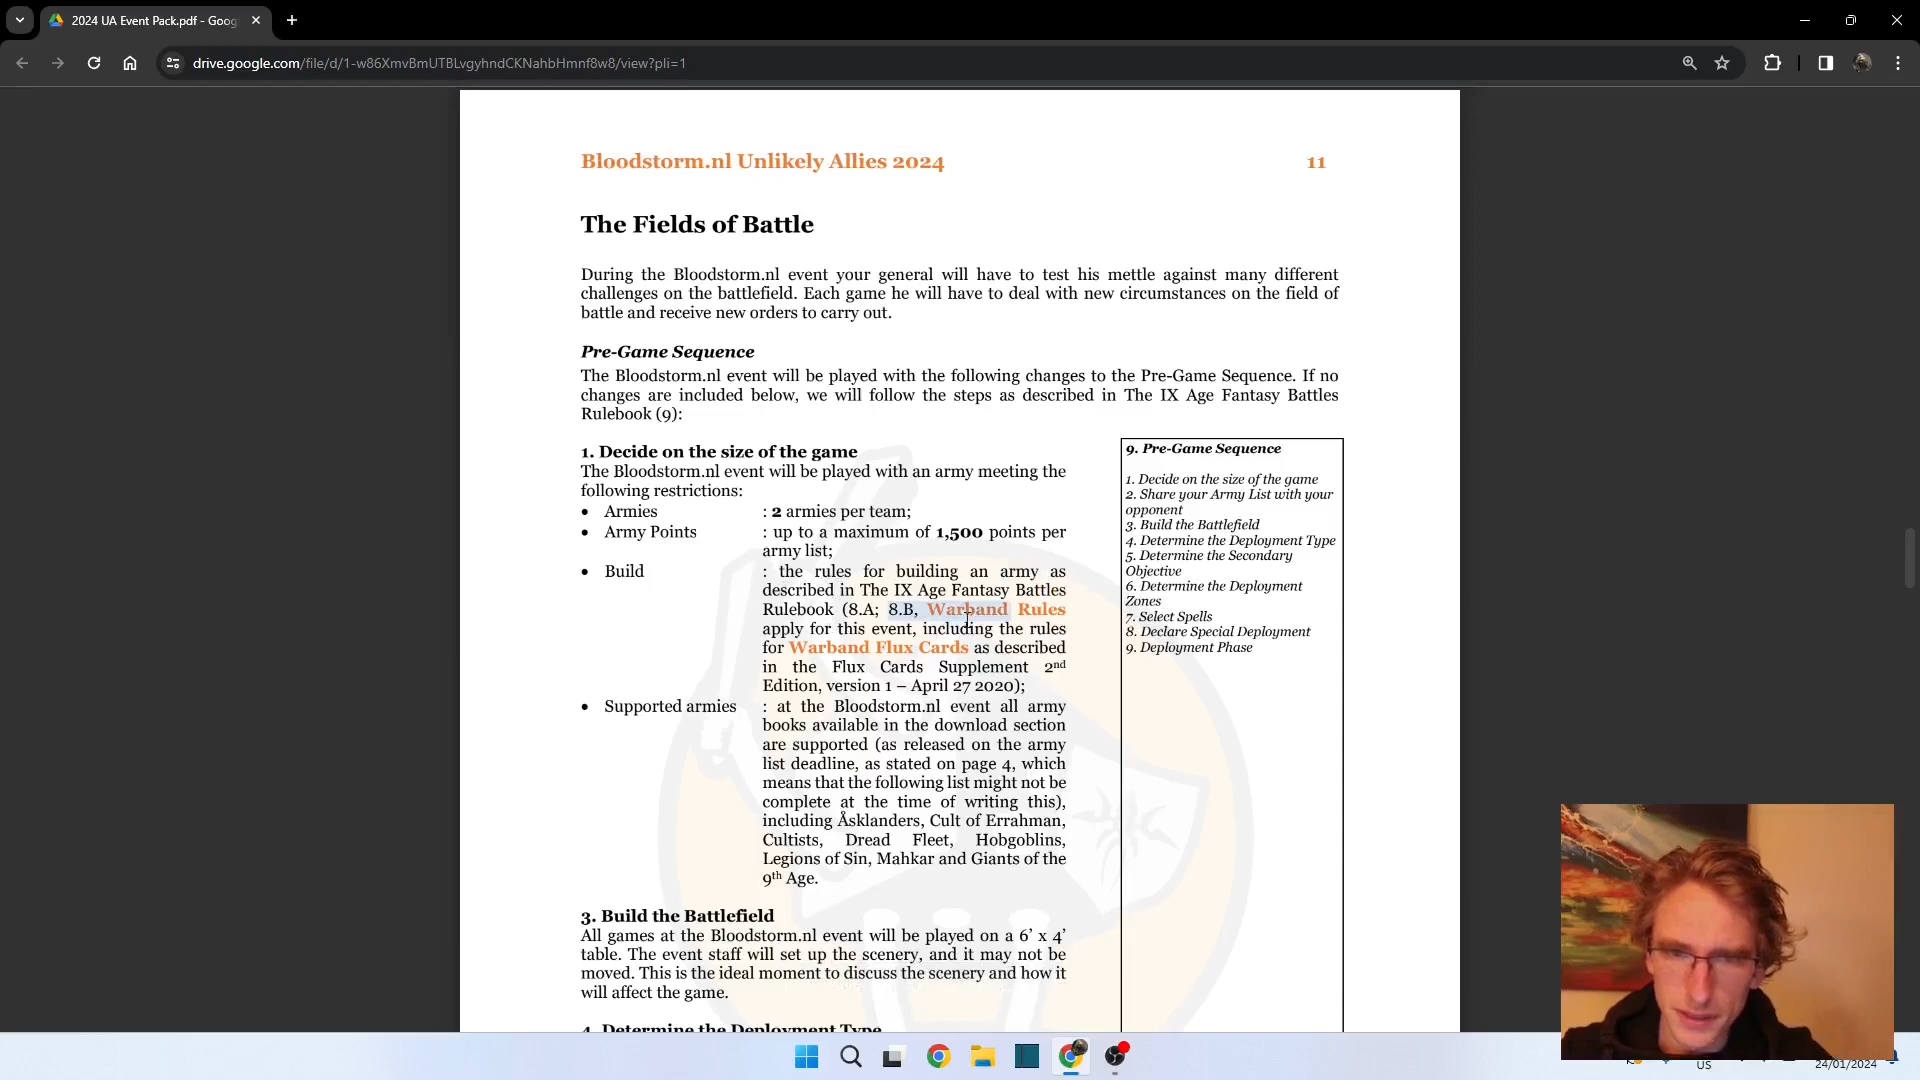 2024 UA Event Pack.pdf - Goog
drive.google.com/file/d/1-w86XmvBmUTBLvgyhndCKNahbHmnf8w8/view?pli=1
Bloodstorm.nl Unlikely Allies 2024
11
The Fields of Battle
During the Bloodstorm.nl event your general will have to test his mettle against many different
challenges on the battlefield. Each game he will have to deal with new circumstances on the field of
battle and receive new orders to carry out.
Pre-Game Sequence
The Bloodstorm.nl event will be played with the following changes to the Pre-Game Sequence. If no
changes are included below, we will follow the steps as described in The IX Age Fantasy Battles
Rulebook (9):
1. Decide on the size of the game
The Bloodstorm.nl event will be played with an army meeting the
following restrictions:
• Armies : 2 armies per team;
• Army Points : up to a maximum of 1,500 points per
army list;
• Build : the rules for building an army as
described in The IX Age Fantasy Battles
Rulebook (8.A; 8.B, Warband Rules
apply for this event, including the rules
for Warband Flux Cards as described
in the Flux Cards Supplement 2nd
Edition, version 1 – April 27 2020);
• Supported armies : at the Bloodstorm.nl event all army
books available in the download section
are supported (as released on the army
list deadline, as stated on page 4, which
means that the following list might not be
complete at the time of writing this),
including Åsklanders, Cult of Errahman,
Cultists, Dread Fleet, Hobgoblins,
Legions of Sin, Mahkar and Giants of the
9th Age.
3. Build the Battlefield
All games at the Bloodstorm.nl event will be played on a 6’ x 4’
table. The event staff will set up the scenery, and it may not be
moved. This is the ideal moment to discuss the scenery and how it
will affect the game.
4. Determine the Deployment Type
9. Pre-Game Sequence
1. Decide on the size of the game
2. Share your Army List with your
opponent
3. Build the Battlefield
4. Determine the Deployment Type
5. Determine the Secondary
Objective
6. Determine the Deployment
Zones
7. Select Spells
8. Declare Special Deployment
9. Deployment Phase
US
24/01/2024